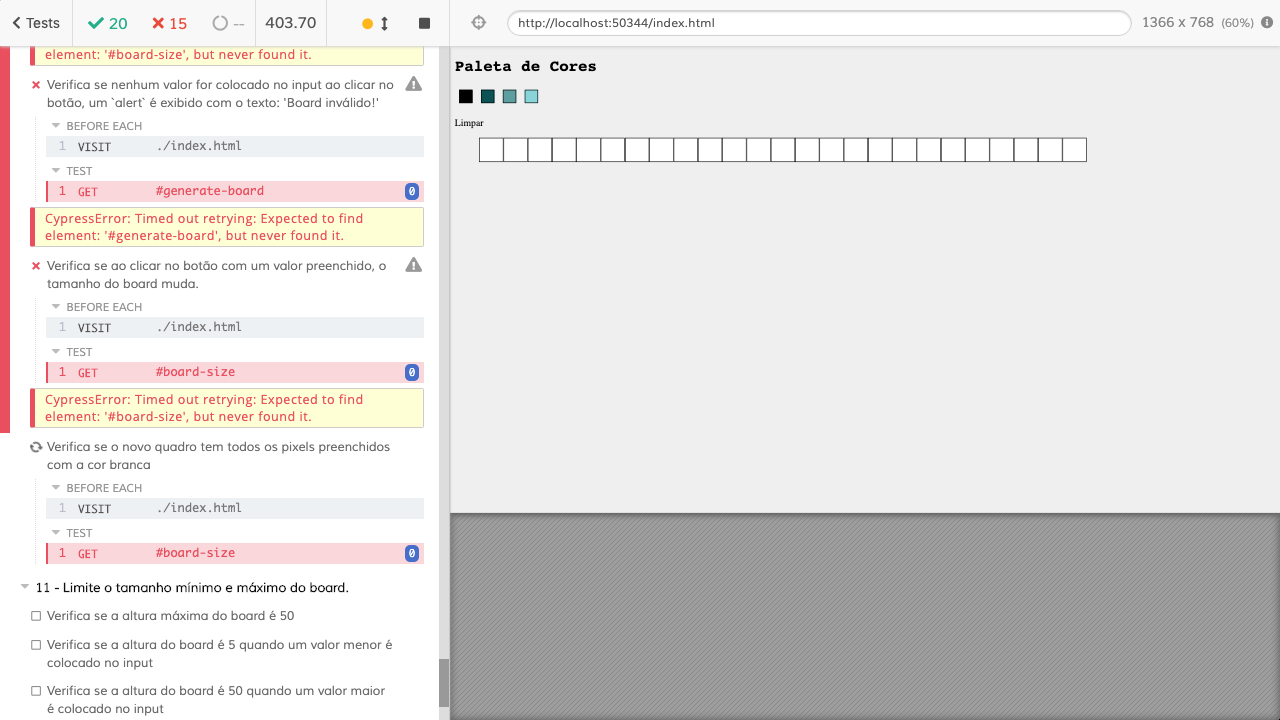 Tests
20
15
--
403.70
http://localhost:50344/index.html
1366 x 768 (60%)
element: '#board-size', but never found it.
Verifica se nenhum valor for colocado no input ao clicar no
botão, um `alert` é exibido com o texto: 'Board inválido!'
BEFORE EACH
1 VISIT ./index.html
TEST
1 GET #generate-board 0
CypressError: Timed out retrying: Expected to find
element: '#generate-board', but never found it.
Verifica se ao clicar no botão com um valor preenchido, o
tamanho do board muda.
BEFORE EACH
1 VISIT ./index.html
TEST
1 GET #board-size 0
CypressError: Timed out retrying: Expected to find
element: '#board-size', but never found it.
Verifica se o novo quadro tem todos os pixels preenchidos
com a cor branca
BEFORE EACH
1 VISIT ./index.html
TEST
1 GET #board-size 0
11 - Limite o tamanho mínimo e máximo do board.
Verifica se a altura máxima do board é 50
Verifica se a altura do board é 5 quando um valor menor é
colocado no input
Verifica se a altura do board é 50 quando um valor maior
é colocado no input
Paleta de Cores
Limpar